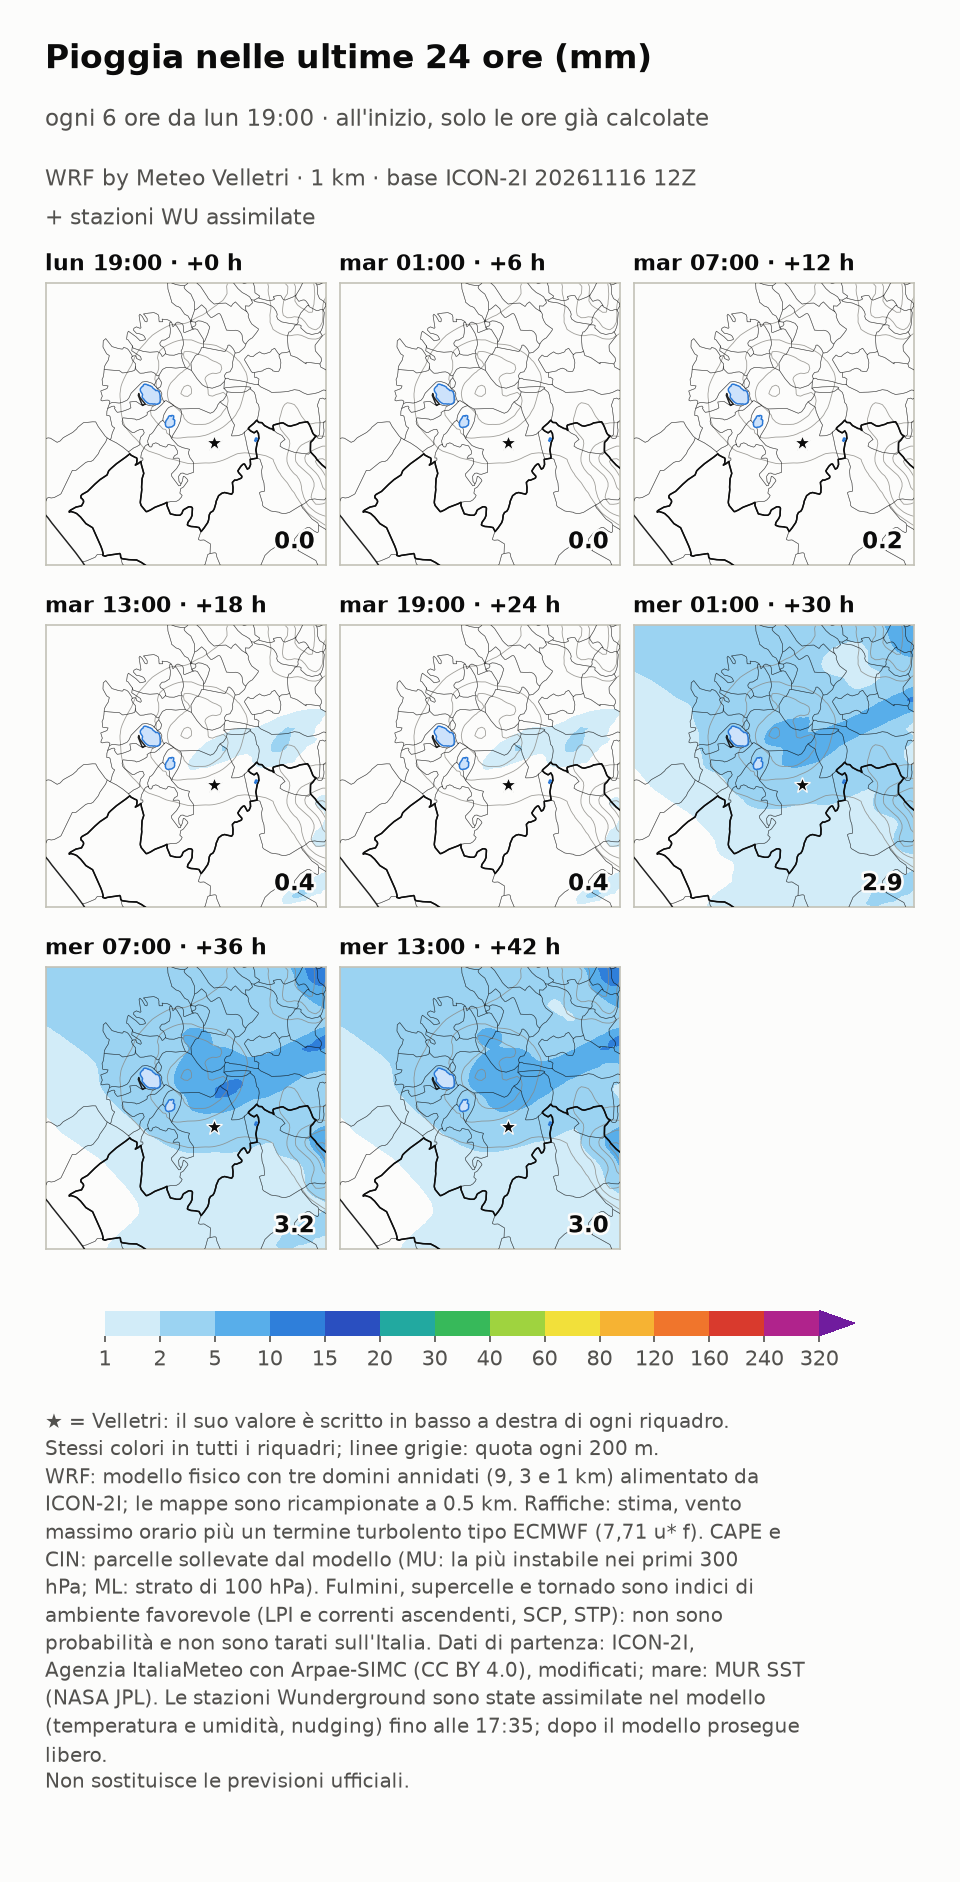 Pioggia nelle ultime 24 ore (mm)
ogni 6 ore da lun 19:00 · all'inizio, solo le ore già calcolate
WRF by Meteo Velletri · 1 km · base ICON-2I 20261116 12Z
+ stazioni WU assimilate
lun 19:00 · +0 h
mar 01:00 · +6 h
mar 07:00 · +12 h
0.0
0.0
0.2
mar 13:00 · +18 h
mar 19:00 · +24 h
mer 01:00 · +30 h
0.4
0.4
2.9
mer 07:00 · +36 h
mer 13:00 · +42 h
3.2
3.0
1 2 5 10 15 20 30 40 60 80 120 160 240 320
★ = Velletri: il suo valore è scritto in basso a destra di ogni riquadro.
Stessi colori in tutti i riquadri; linee grigie: quota ogni 200 m.
WRF: modello fisico con tre domini annidati (9, 3 e 1 km) alimentato da
ICON-2I; le mappe sono ricampionate a 0.5 km. Raffiche: stima, vento
massimo orario più un termine turbolento tipo ECMWF (7,71 u* f). CAPE e
CIN: parcelle sollevate dal modello (MU: la più instabile nei primi 300
hPa; ML: strato di 100 hPa). Fulmini, supercelle e tornado sono indici di
ambiente favorevole (LPI e correnti ascendenti, SCP, STP): non sono
probabilità e non sono tarati sull'Italia. Dati di partenza: ICON-2I,
Agenzia ItaliaMeteo con Arpae-SIMC (CC BY 4.0), modificati; mare: MUR SST
(NASA JPL). Le stazioni Wunderground sono state assimilate nel modello
(temperatura e umidità, nudging) fino alle 17:35; dopo il modello prosegue
libero.
Non sostituisce le previsioni ufficiali.